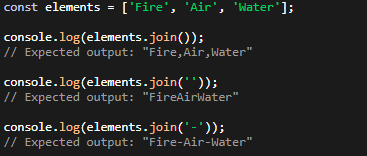 const elements = ['Fire', 'Air', 'Water'];
console.log(elements.join());
// Expected output: "Fire,Air,Water"
console.log(elements.join(''));
// Expected output: "FireAirWater"
console.log(elements.join('-'));
// Expected output: "Fire-Air-Water"